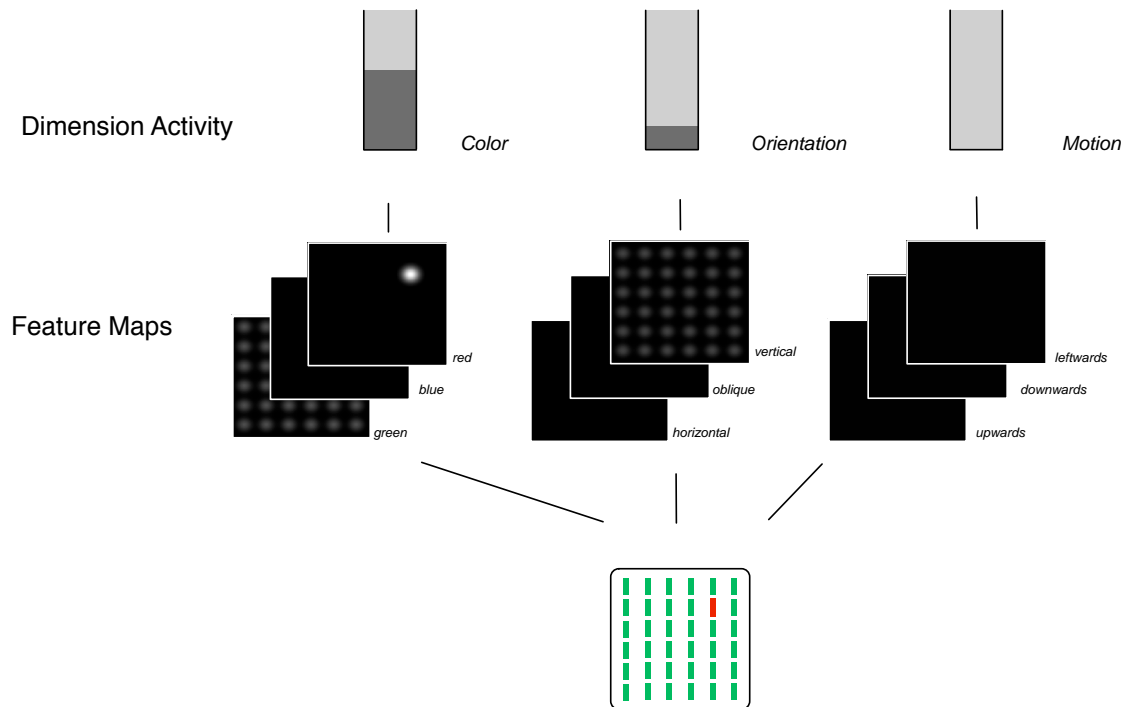 Dimension Activity
Color
Orientation
Motion
Feature Maps
red
blue
green
vertical
oblique
horizontal
leftwards
downwards
upwards